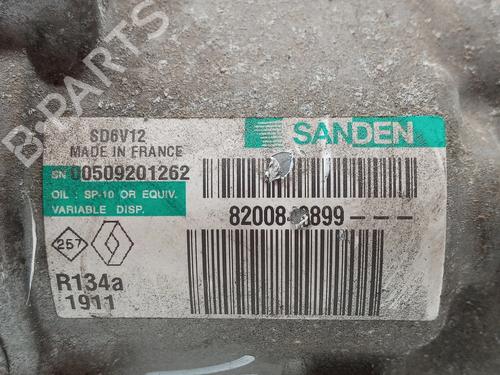 B-PARTS
SD6V12
MADE IN FRANCE
SANDEN
SN 00509201262
OIL : SP-10 OR EQUIV.
VARIABLE DISP.
257
R134a
1911